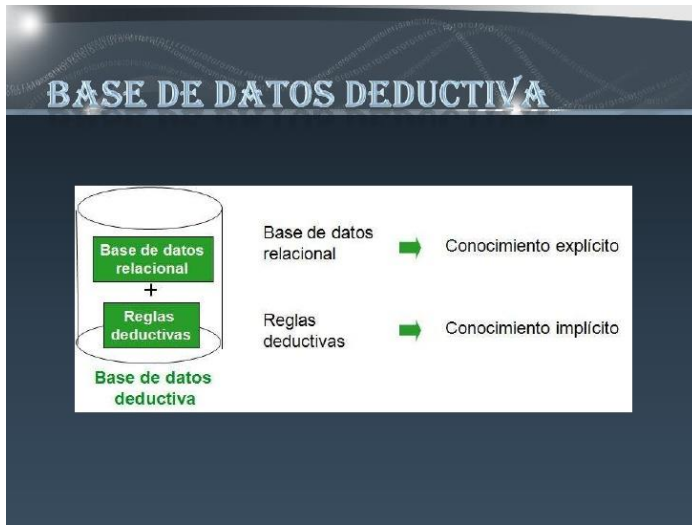 BASE DE DATOS DEDUCTIVA
Base de datos
relacional
+
Reglas
deductivas
Base de datos
deductiva
Base de datos
relacional
Conocimiento explícito
Reglas
deductivas
Conocimiento implícito